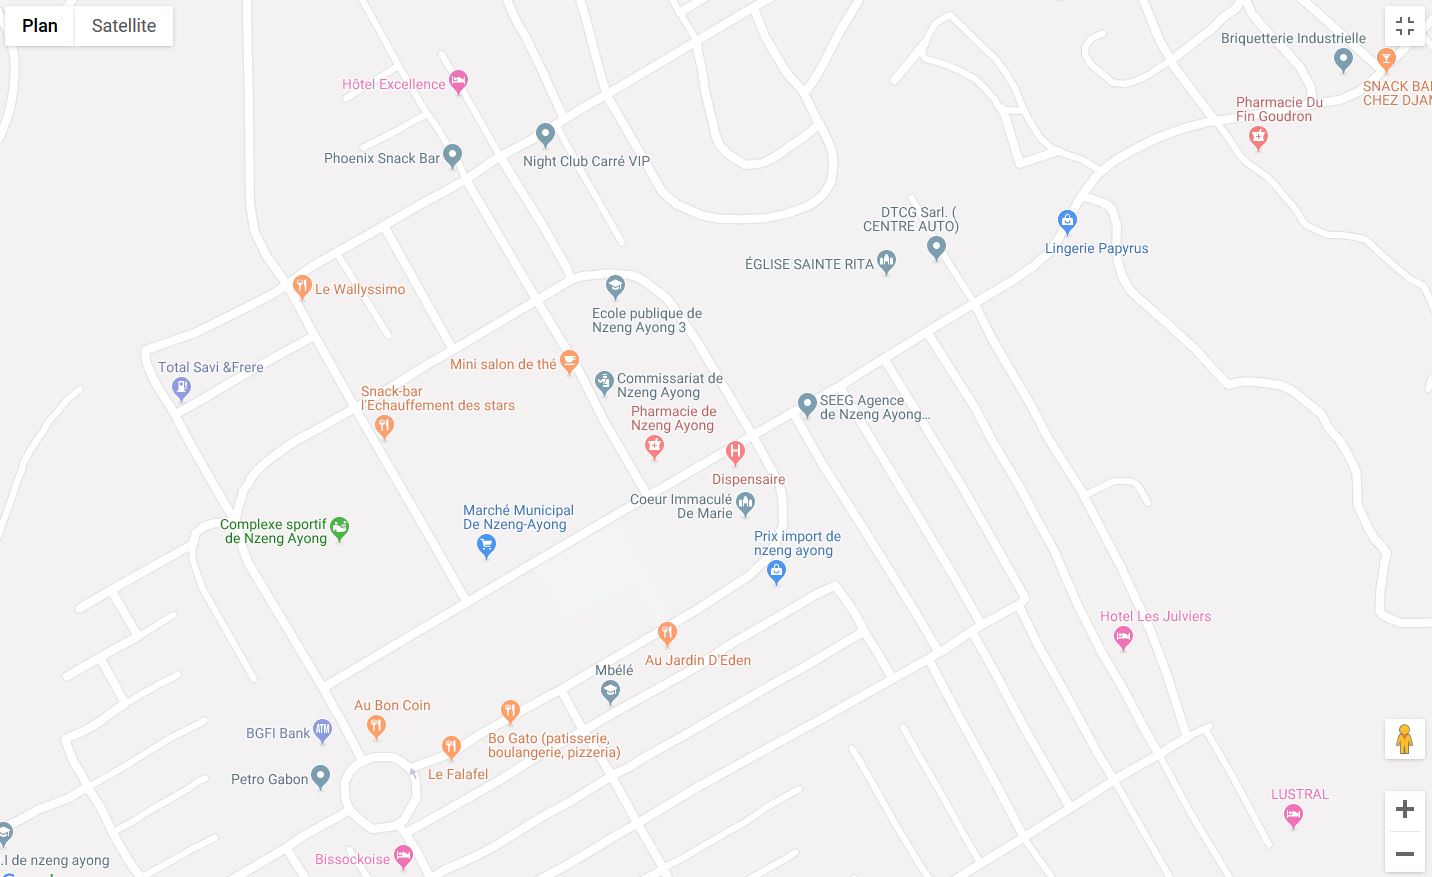 Plan
Satellite
Briquetterie Industrielle
SNACK BA
CHEZ DJA
Hôtel Excellence
Pharmacie Du
Fin Goudron
Phoenix Snack Bar
Night Club Carré VIP
DTCG Sarl. (
CENTRE AUTO)
Lingerie Papyrus
ÉGLISE SAINTE RITA
Le Wallyssimo
Ecole publique de
Nzeng Ayong 3
Total Savi &Frere
Mini salon de thé
Commissariat de
Nzeng Ayong
Snack-bar
l'Echauffement des stars
SEEG Agence
de Nzeng Ayong...
Pharmacie de
Nzeng Ayong
Dispensaire
Coeur Immaculé
De Marie
Marché Municipal
De Nzeng-Ayong
Complexe sportif
de Nzeng Ayong
Prix import de
nzeng ayong
Hotel Les Julviers
Au Jardin D'Eden
Mbélé
Au Bon Coin
BGFI Bank
ATM
Bo Gato (patisserie,
boulangerie, pizzeria)
Le Falafel
Petro Gabon
LUSTRAL
Bissockoise
..l de nzeng ayong